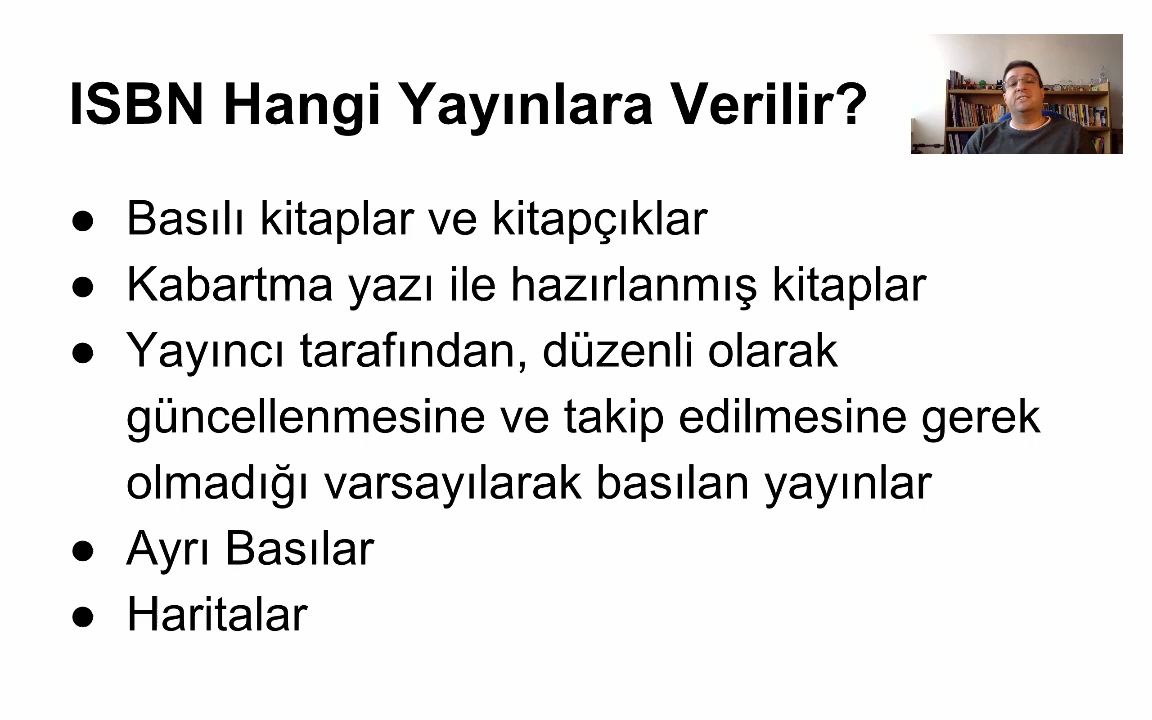 ISBN Hangi Yayınlara Verilir?
● Basılı kitaplar ve kitapçıklar
● Kabartma yazı ile hazırlanmış kitaplar
● Yayıncı tarafından, düzenli olarak
güncellenmesine ve takip edilmesine gerek
olmadığı varsayılarak basılan yayınlar
● Ayrı Basılar
● Haritalar